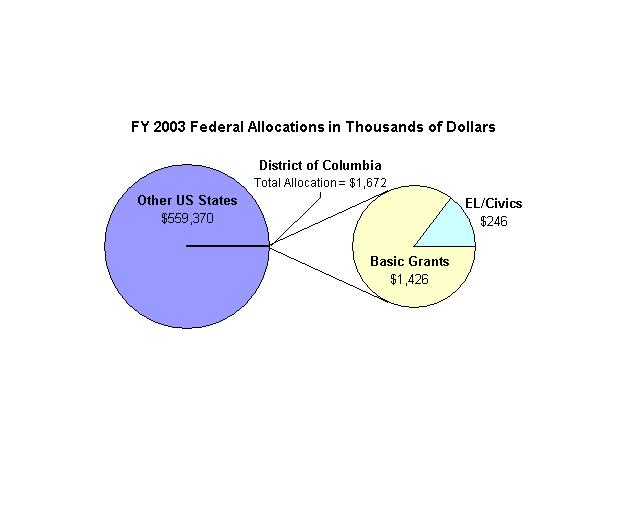 FY 2003 Federal Allocations in Thousands of Dollars
District of Columbia
Total Allocation = $1,672
Other US States
$559,370
EL/Civics
$246
Basic Grants
$1,426